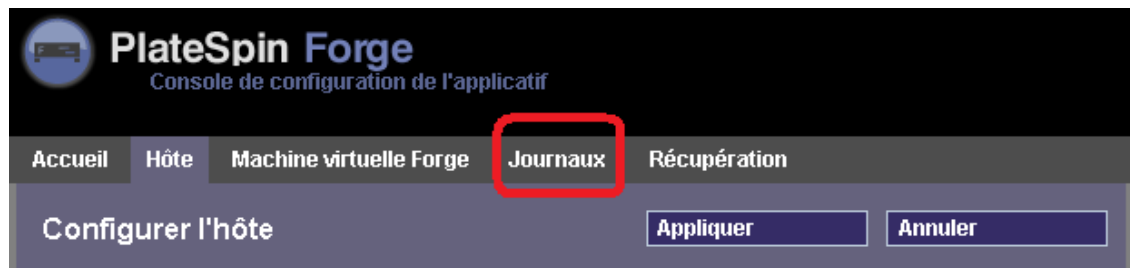 PlateSpin Forge
Console de configuration de l'applicatif
Accueil Hôte Machine virtuelle Forge Journaux Récupération
Configurer l'hôte Appliquer Annuler